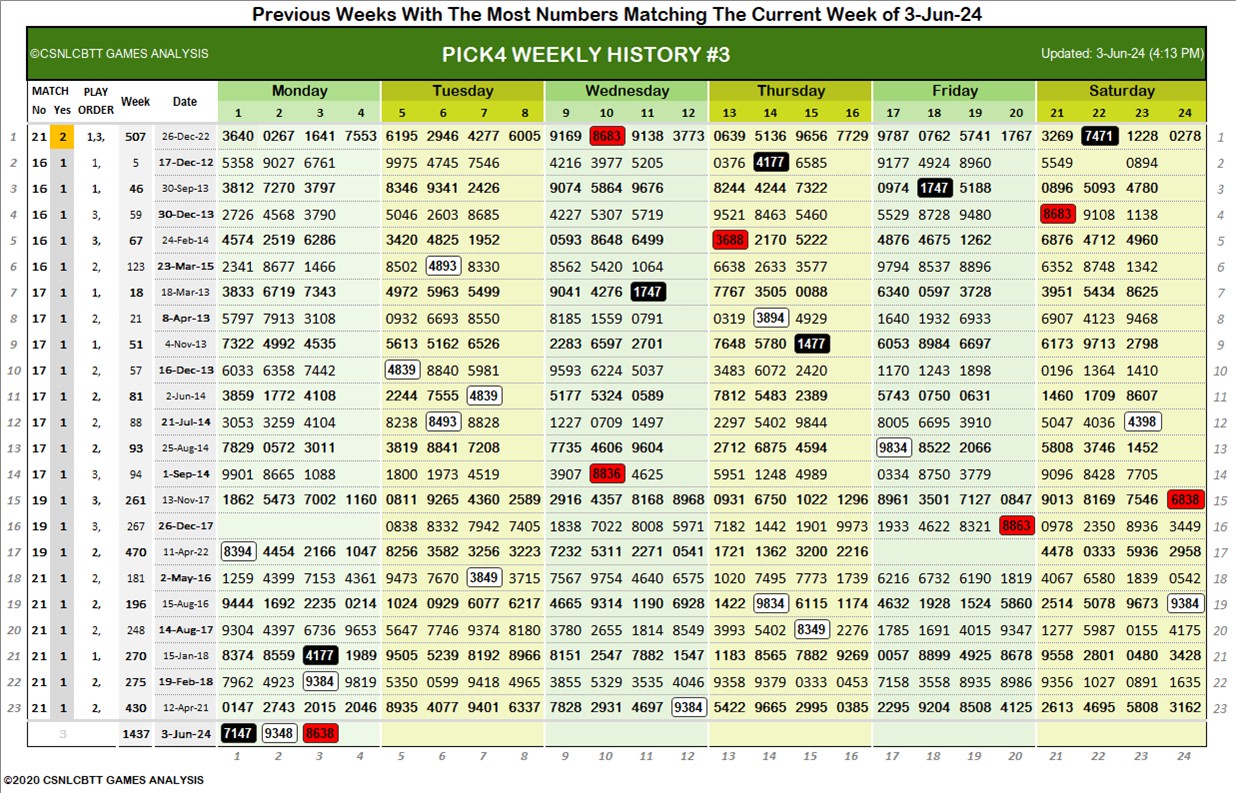 Previous Weeks With The Most Numbers Matching The Current Week of 3-Jun-24
©CSNLCBTT GAMES ANALYSIS PICK4 WEEKLY HISTORY #3 Updated: 3-Jun-24 (4:13 PM)
MATCH PLAY Week Date Monday Tuesday Wednesday Thursday Friday Saturday
No Yes ORDER 1 2 3 4 5 6 7 8 9 10 11 12 13 14 15 16 17 18 19 20 21 22 23 24
1 21 2 1,3, 507 26-Dec-22 3640 0267 1641 7553 6195 2946 4277 6005 9169 8683 9138 3773 0639 5136 9656 7729 9787 0762 5741 1767 3269 7471 1228 0278 1
2 16 1 1, 5 17-Dec-12 5358 9027 6761 9975 4745 7546 4216 3977 5205 0376 4177 6585 9177 4924 8960 5549 0894 2
3 16 1 1, 46 30-Sep-13 3812 7270 3797 8346 9341 2426 9074 5864 9676 8244 4244 7322 0974 1747 5188 0896 5093 4780 3
4 16 1 3, 59 30-Dec-13 2726 4568 3790 5046 2603 8685 4227 5307 5719 9521 8463 5460 5529 8728 9480 8683 9108 1138 4
5 16 1 3, 67 24-Feb-14 4574 2519 6286 3420 4825 1952 0593 8648 6499 3688 2170 5222 4876 4675 1262 6876 4712 4960 5
6 16 1 2, 123 23-Mar-15 2341 8677 1466 8502 4893 8330 8562 5420 1064 6638 2633 3577 9794 8537 8896 6352 8748 1342 6
7 17 1 1, 18 18-Mar-13 3833 6719 7343 4972 5963 5499 9041 4276 1747 7767 3505 0088 6340 0597 3728 3951 5434 8625 7
8 17 1 2, 21 8-Apr-13 5797 7913 3108 0932 6693 8550 8185 1559 0791 0319 3894 4929 1640 1932 6933 6907 4123 9468 8
9 17 1 1, 51 4-Nov-13 7322 4992 4535 5613 5162 6526 2283 6597 2701 7648 5780 1477 6053 8984 6697 6173 9713 2798 9
10 17 1 2, 57 16-Dec-13 6033 6358 7442 4839 8840 5981 9593 6224 5037 3483 6072 2420 1170 1243 1898 0196 1364 1410 10
11 17 1 2, 81 2-Jun-14 3859 1772 4108 2244 7555 4839 5177 5324 0589 7812 5483 2389 5743 0750 0631 1460 1709 8607 11
12 17 1 2, 88 21-Jul-14 3053 3259 4104 8238 8493 8828 1227 0709 1497 2297 5402 9844 8005 6695 3910 5047 4036 4398 12
13 17 1 2, 93 25-Aug-14 7829 0572 3011 3819 8841 7208 7735 4606 9604 2712 6875 4594 9834 8522 2066 5808 3746 1452 13
14 17 1 3, 94 1-Sep-14 9901 8665 1088 1800 1973 4519 3907 8836 4625 5951 1248 4989 0334 8750 3779 9096 8428 7705 14
15 19 1 3, 261 13-Nov-17 1862 5473 7002 1160 0811 9265 4360 2589 2916 4357 8168 8968 0931 6750 1022 1296 8961 3501 7127 0847 9013 8169 7546 6838 15
16 19 1 3, 267 26-Dec-17 0838 8332 7942 7405 1838 7022 8008 5971 7182 1442 1901 9973 1933 4622 8321 8863 0978 2350 8936 3449 16
17 19 1 2, 470 11-Apr-22 8394 4454 2166 1047 8256 3582 3256 3223 7232 5311 2271 0541 1721 1362 3200 2216 4478 0333 5936 2958 17
18 21 1 2, 181 2-May-16 1259 4399 7153 4361 9473 7670 3849 3715 7567 9754 4640 6575 1020 7495 7773 1739 6216 6732 6190 1819 4067 6580 1839 0542 18
19 21 1 2, 196 15-Aug-16 9444 1692 2235 0214 1024 0929 6077 6217 4665 9314 1190 6928 1422 9834 6115 1174 4632 1928 1524 5860 2514 5078 9673 9384 19
20 21 1 2, 248 14-Aug-17 9304 4397 6736 9653 5647 7746 9374 8180 3780 2655 1814 8549 3993 5402 8349 2276 1785 1691 4015 9347 1277 5987 0155 4175 20
21 21 1 1, 270 15-Jan-18 8374 8559 4177 1989 9505 5239 8192 8966 8151 2547 7882 1547 1183 8565 7882 9269 0057 8899 4925 8678 9558 2801 0480 3428 21
22 21 1 2, 275 19-Feb-18 7962 4923 9384 9819 5350 0599 9418 4965 3855 5329 3535 4046 9358 9379 0333 0453 7158 3558 8935 8986 9356 1027 0891 1635 22
23 21 1 2, 430 12-Apr-21 0147 2743 2015 2046 8935 4077 9401 6337 7828 2931 4697 9384 5422 9665 2995 0385 2295 9204 8508 4125 2613 4695 5808 3162 23
3 1437 3-Jun-24 7147 9348 8638
1 2 3 4 5 6 7 8 9 10 11 12 13 14 15 16 17 18 19 20 21 22 23 24
©2020 CSNLCBTT GAMES ANALYSIS